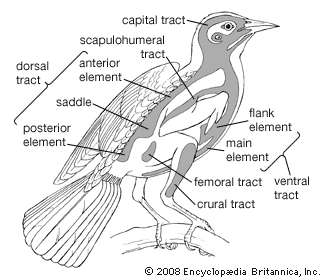 capital tract
scapulohumeral
tract
anterior
element
dorsal
tract
saddle
posterior
element
flank
element
main
element
femoral tract
ventral
tract
crural tract
© 2008 Encyclopædia Britannica, Inc.